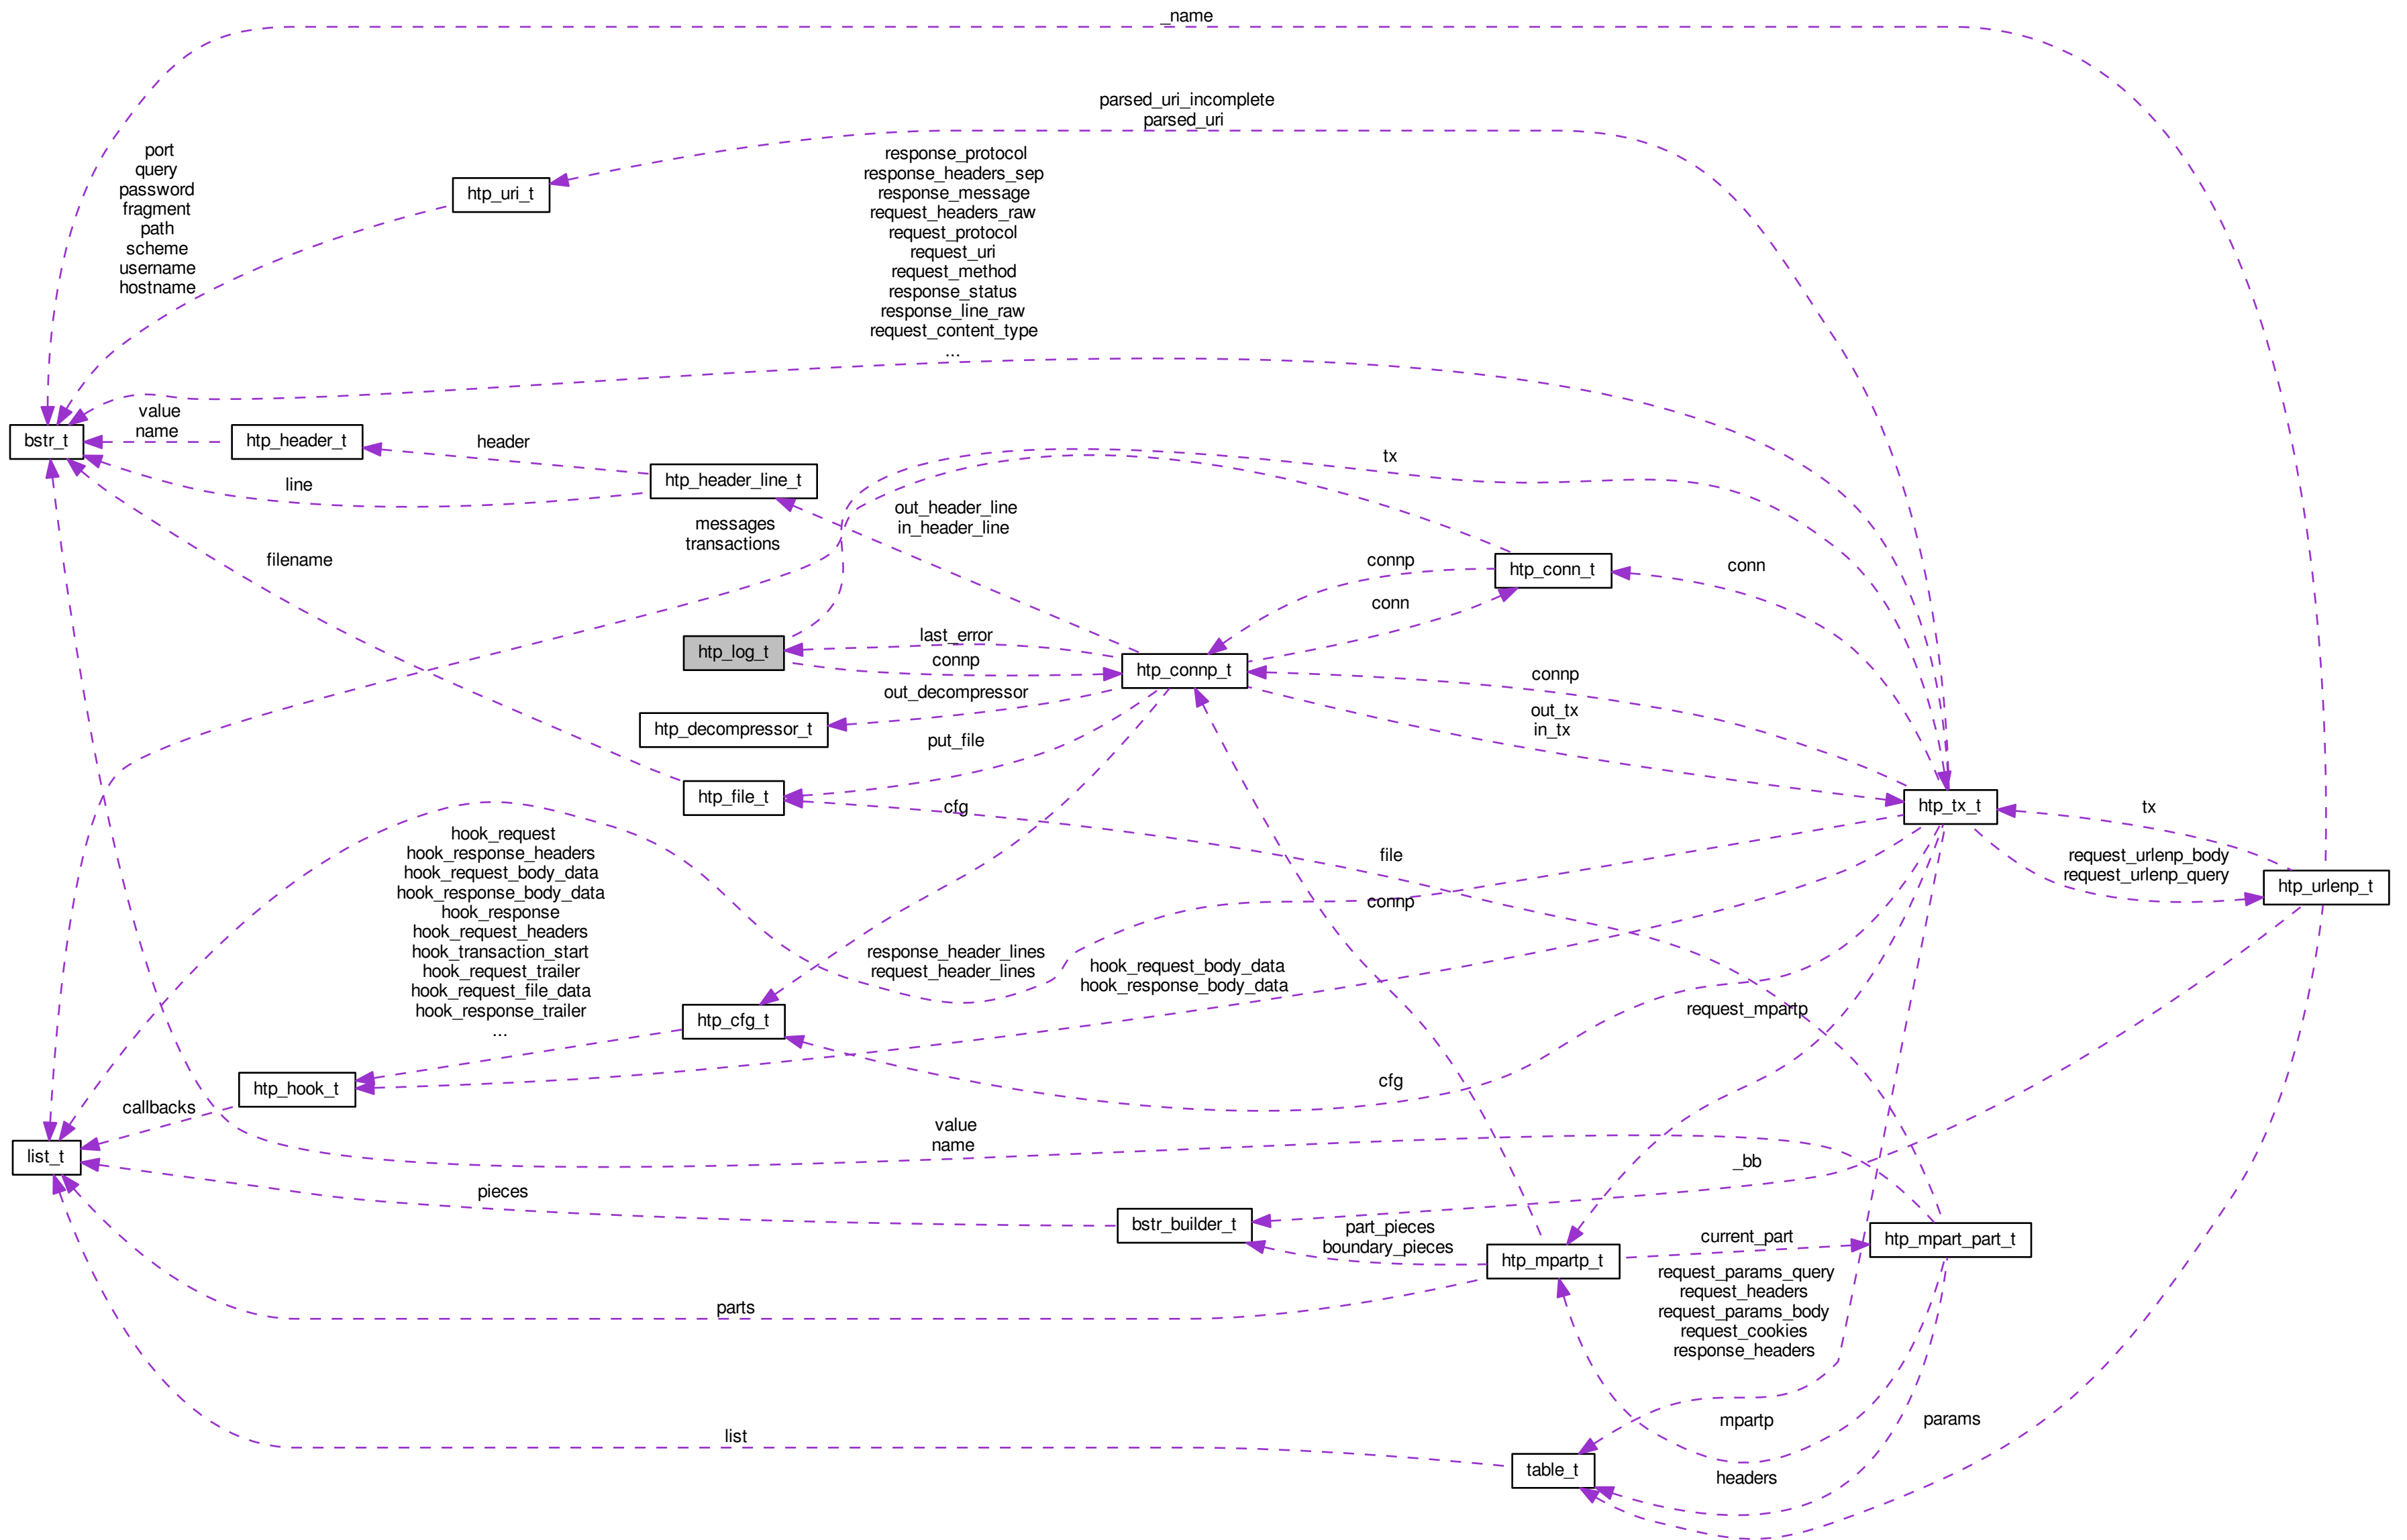 _name
parsed_uri_incomplete
parsed_uri
port
query
password
fragment
path
scheme
username
hostname
htp_uri_t
response_protocol
response_headers_sep
response_message
request_headers_raw
request_protocol
request_uri
request_method
response_status
response_line_raw
request_content_type
...
bstr_t
value
name
htp_header_t
header
line
htp_header_line_t
tx
out_header_line
in_header_line
messages
transactions
filename
connp
htp_conn_t
conn
conn
last_error
connp
htp_log_t
htp_connp_t
connp
out_decompressor
htp_decompressor_t
out_tx
in_tx
put_file
htp_file_t
cfg
htp_tx_t
tx
file
request_urlenp_body
request_urlenp_query
htp_urlenp_t
hook_request
hook_response_headers
hook_request_body_data
hook_response_body_data
hook_response
hook_request_headers
hook_transaction_start
hook_request_trailer
hook_request_file_data
hook_response_trailer
...
connp
response_header_lines
request_header_lines
hook_request_body_data
hook_response_body_data
htp_cfg_t
request_mpartp
htp_hook_t
cfg
callbacks
list_t
value
name
_bb
pieces
bstr_builder_t
part_pieces
boundary_pieces
htp_mpartp_t
current_part
htp_mpart_part_t
request_params_query
request_headers
request_params_body
request_cookies
response_headers
parts
mpartp
params
list
table_t
headers